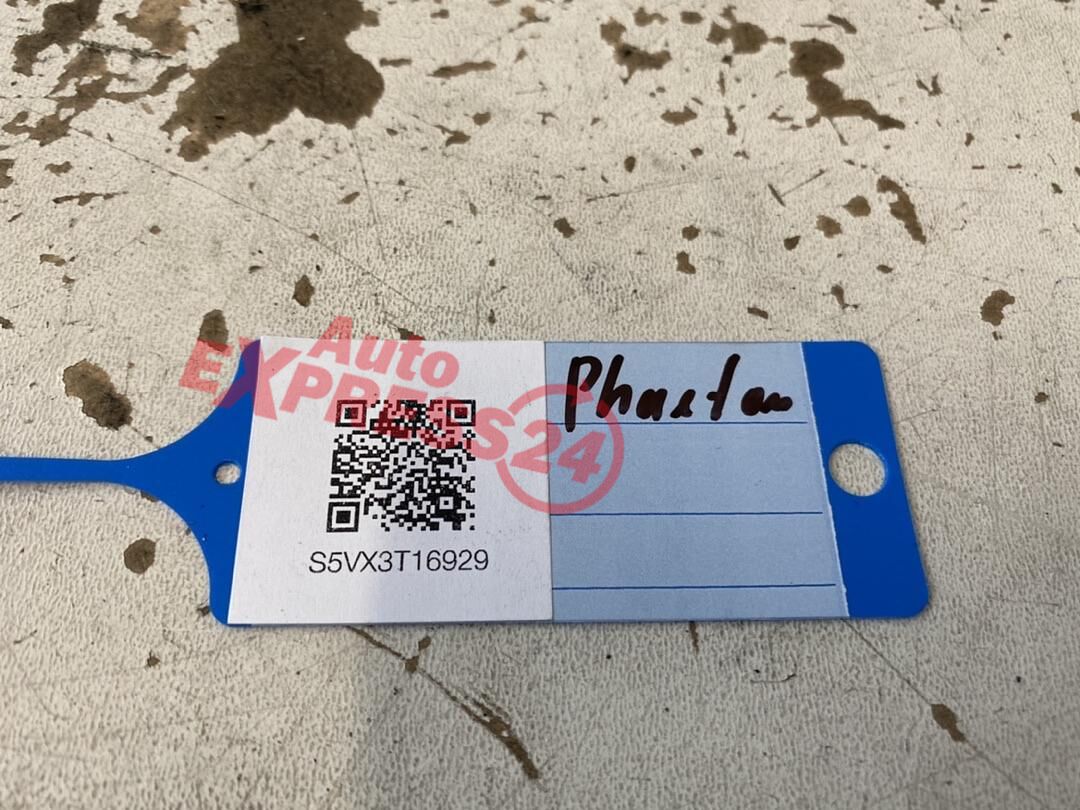 Auto
EXPRESS24
Phaeton
S5VX3T16929